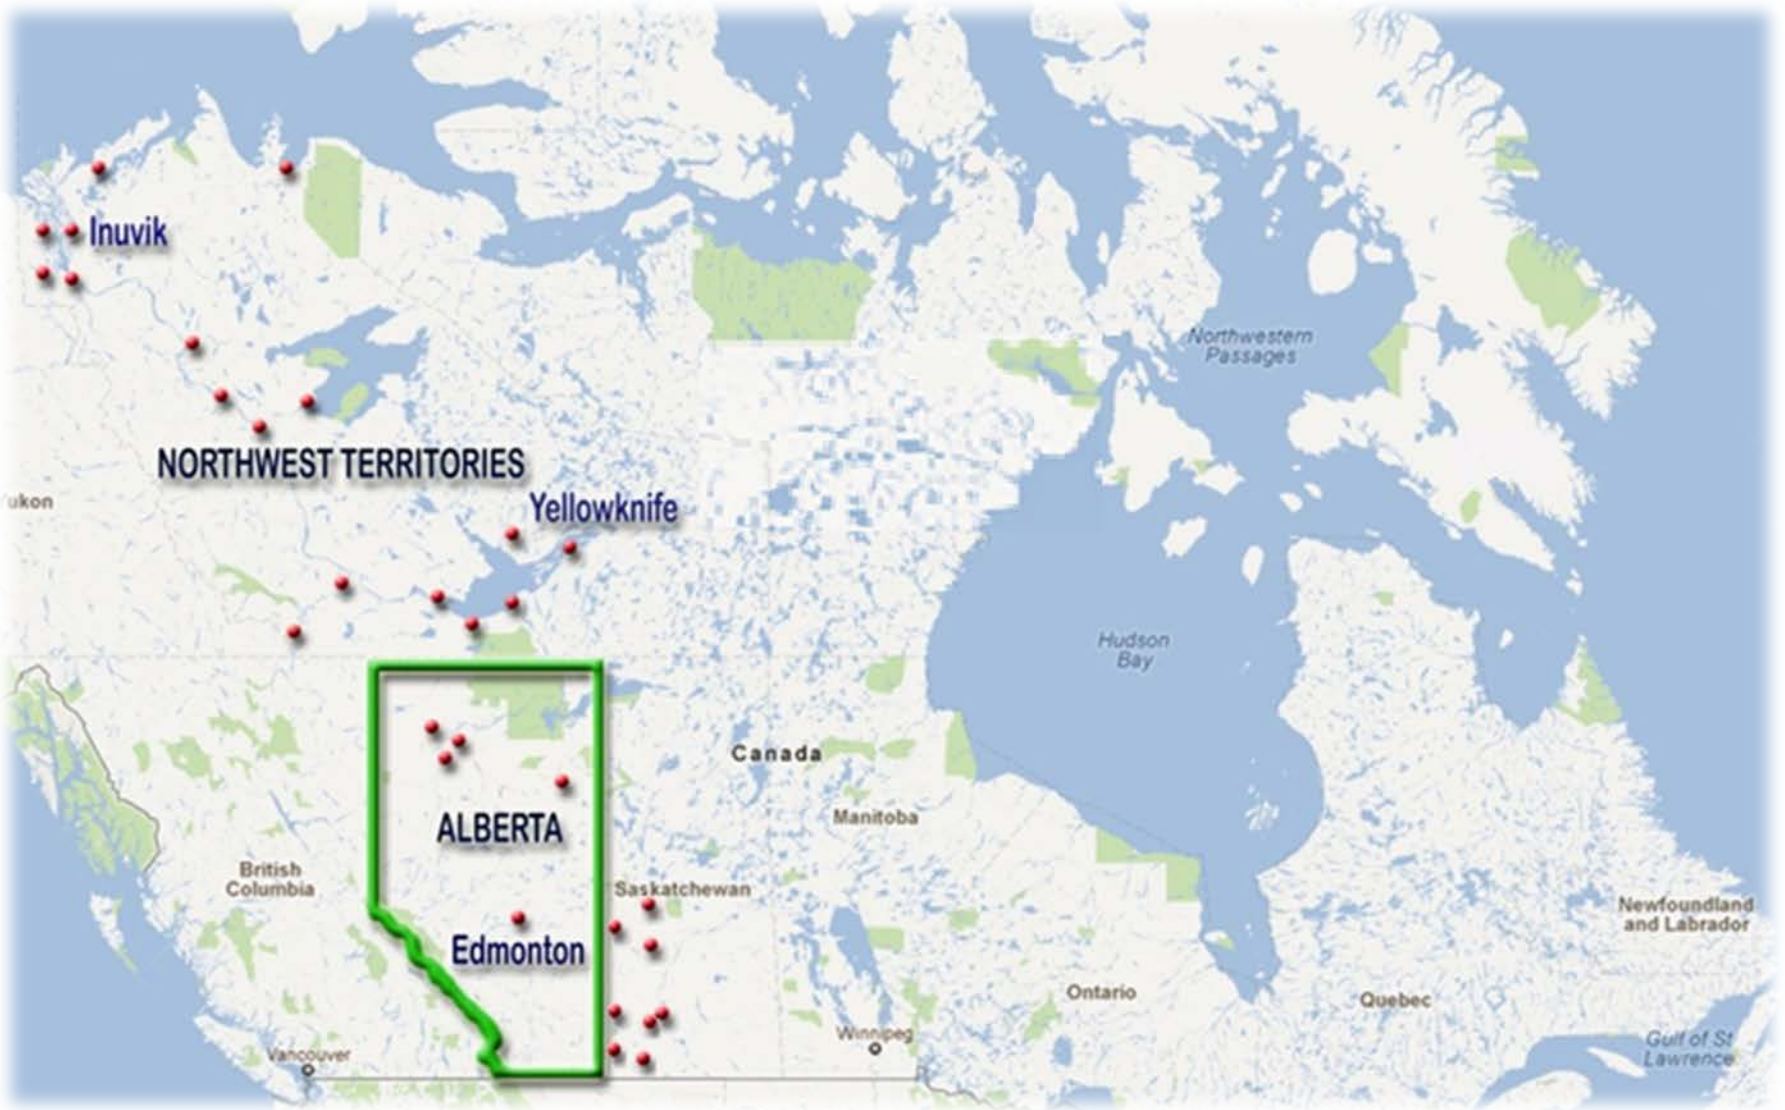 Inuvik
Northwestern
Passages
NORTHWEST TERRITORIES
ukon
Yellowknife
Hudson
Bay
Canada
Manitoba
ALBERTA
British
Columbia
Saskatchewan
Newfoundland
and Labrador
Edmonton
Ontario
Quebec
Winnipeg
Vancouver
Gulf of St
Lawrence